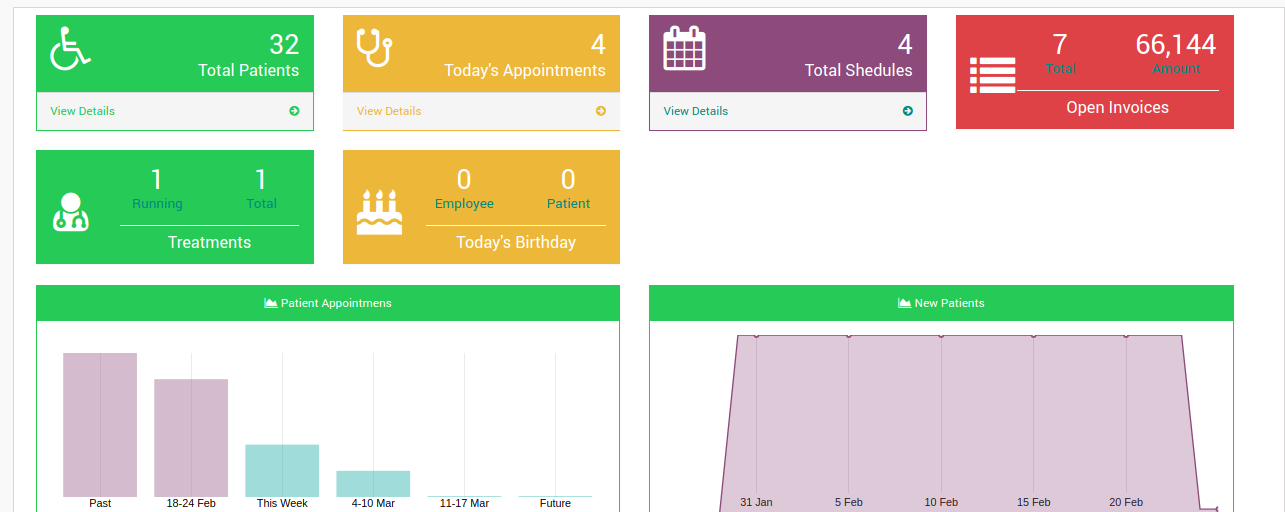 32
Total Patients
View Details
4
Today's Appointments
View Details
4
Total Shedules
View Details
7 66,144
Total Amount
Open Invoices
1 1
Running Total
Treatments
0 0
Employee Patient
Today's Birthday
Patient Appointmens
Past 18-24 Feb This Week 4-10 Mar 11-17 Mar Future
New Patients
31 Jan 5 Feb 10 Feb 15 Feb 20 Feb